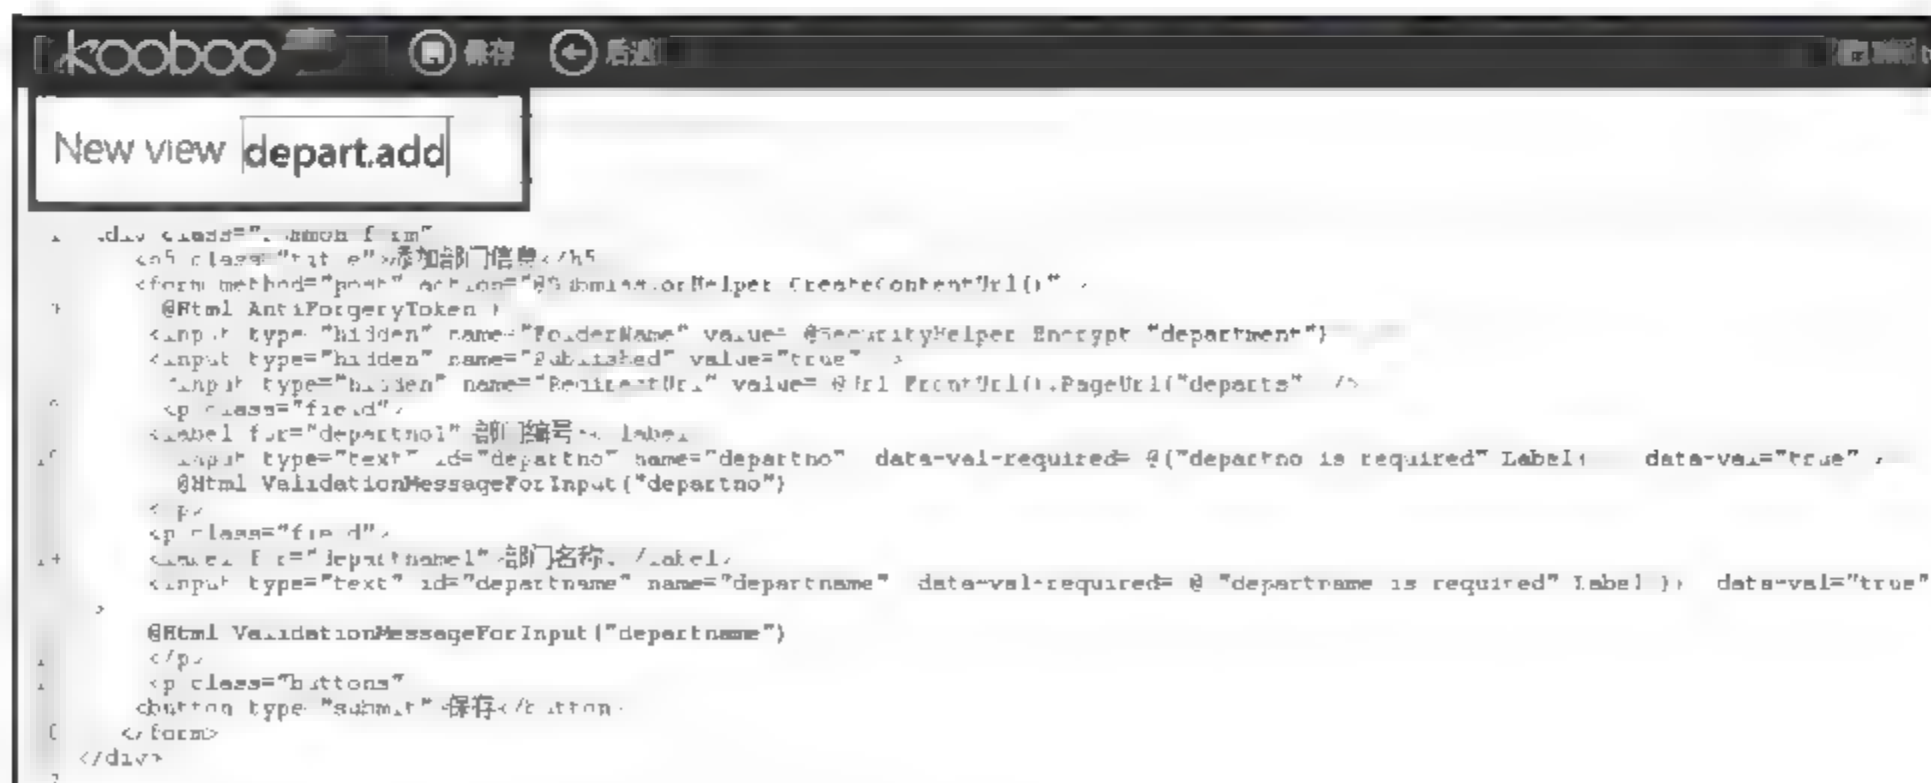 kooboo 保存 后退
New view depart.add
<div class="common-form"
<h5 class="title">添加部门信息</h5
<form method="post" action="@SubmissionHelper CreateContentUrl()" >
@Html AntiForgeryToken )
<input type "hidden" name="FolderName" value= @SecurityHelper Encrypt "department")
<input type="hidden" name="Published" value="true" >
input type="hidden" name="RedirectUrl" value= @Url FrontUrl().PageUrl("departs" />
<p class="field">
<label for="departno1" 部门编号 < label
10 input type="text" id="departno" name="departno" data-val-required= @("departno is required" Label( data-val="true"
@Html ValidationMessageForInput("departno")
< p>
<p class="field">
14 <label for="departname1" 部门名称 /label>
<input type="text" id="departname" name="departname" data-val-required= @ "departname is required" Label )) data-val="true"
>
@Html ValidationMessageForInput("departname")
</p>
<p class="buttons"
<button type "submit" 保存</button
</form>
</div>